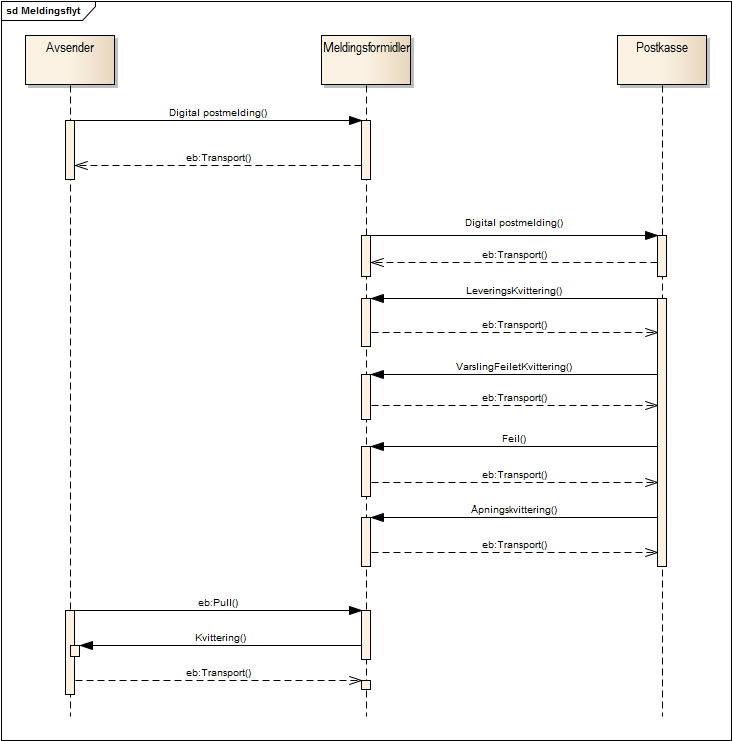 sd Meldingsflyt
Avsender
Meldingsformidler
Postkasse
Digital postmelding()
eb:Transport()
Digital postmelding()
eb:Transport()
LeveringsKvittering()
eb:Transport()
VarslingFeiletKvittering()
eb:Transport()
Feil()
eb:Transport()
Åpningskvittering()
eb:Transport()
eb:Pull()
Kvittering()
eb:Transport()